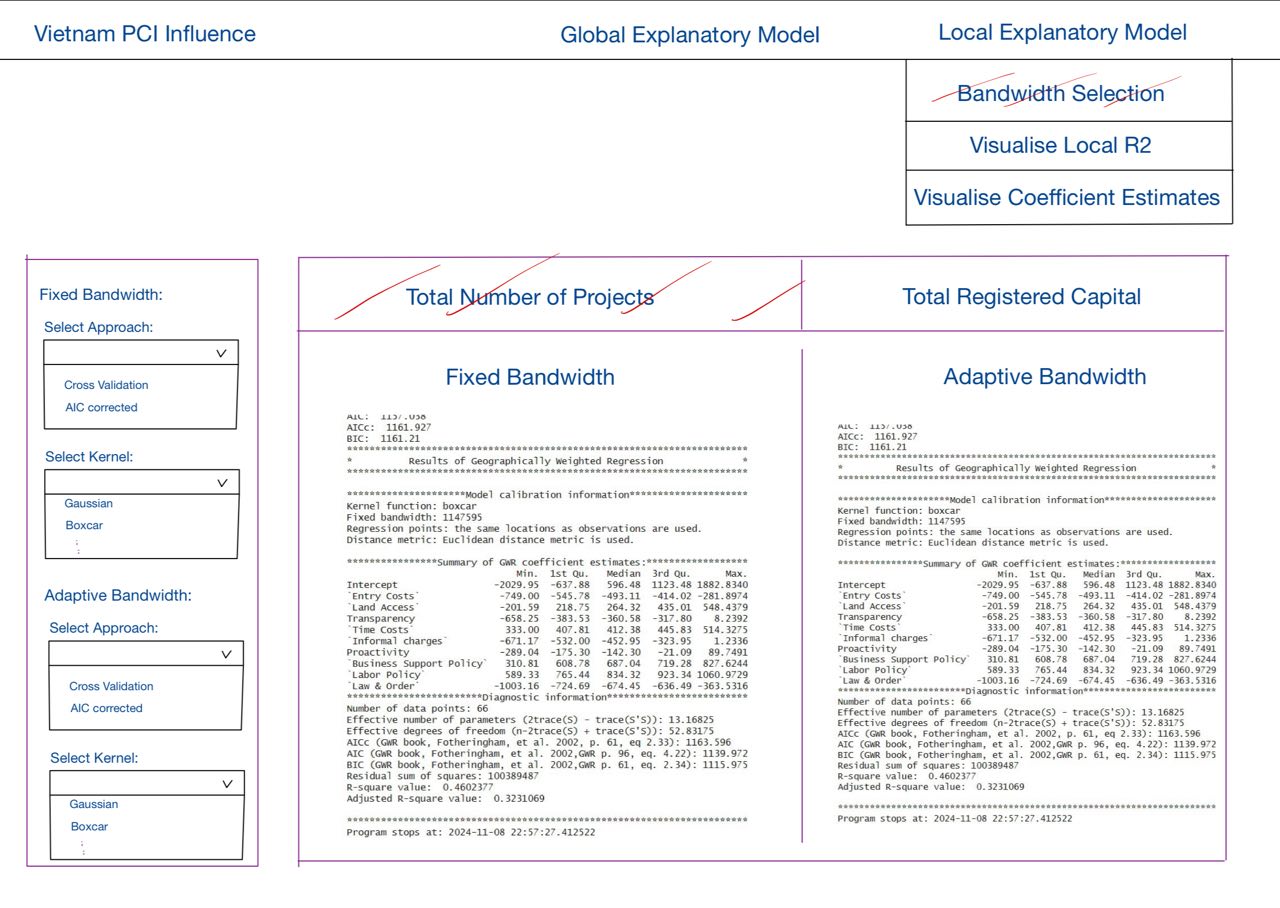 Vietnam PCI Influence
Global Explanatory Model
Local Explanatory Model
Bandwidth Selection
Visualise Local R2
Visualise Coefficient Estimates
Fixed Bandwidth:
Select Approach:
Cross Validation
AIC corrected
Select Kernel:
Gaussian
Boxcar
Adaptive Bandwidth:
Select Approach:
Cross Validation
AIC corrected
Select Kernel:
Gaussian
Boxcar
Total Number of Projects
Total Registered Capital
Fixed Bandwidth
AIC: 1157.038
AICc: 1161.927
BIC: 1161.21
***********************************************************************
* Results of Geographically Weighted Regression *
***********************************************************************
*********************Model calibration information*********************
Kernel function: boxcar
Fixed bandwidth: 1147595
Regression points: the same locations as observations are used.
Distance metric: Euclidean distance metric is used.
****************Summary of GWR coefficient estimates:******************
Min. 1st Qu. Median 3rd Qu. Max.
Intercept -2029.95 -637.88 596.48 1123.48 1882.8340
`Entry Costs` -749.00 -545.78 -493.11 -414.02 -281.8974
`Land Access` -201.59 218.75 264.32 435.01 548.4379
Transparency -658.25 -383.53 -360.58 -317.80 8.2392
`Time Costs` 333.00 407.81 412.38 445.83 514.3275
`Informal charges` -671.17 -532.00 -452.95 -323.95 1.2336
Proactivity -289.04 -175.30 -142.30 -21.09 89.7491
`Business Support Policy` 310.81 608.78 687.04 719.28 827.6244
`Labor Policy` 589.33 765.44 834.32 923.34 1060.9729
`Law & Order` -1003.16 -724.69 -674.45 -636.49 -363.5316
************************Diagnostic information*************************
Number of data points: 66
Effective number of parameters (2trace(S) - trace(S'S)): 13.16825
Effective degrees of freedom (n-2trace(S) + trace(S'S)): 52.83175
AICc (GWR book, Fotheringham, et al. 2002, p. 61, eq 2.33): 1163.596
AIC (GWR book, Fotheringham, et al. 2002,GWR p. 96, eq. 4.22): 1139.972
BIC (GWR book, Fotheringham, et al. 2002,GWR p. 61, eq. 2.34): 1115.975
Residual sum of squares: 100389487
R-square value: 0.4602377
Adjusted R-square value: 0.3231069
***********************************************************************
Program stops at: 2024-11-08 22:57:27.412522
Adaptive Bandwidth
AIC: 1157.038
AICc: 1161.927
BIC: 1161.21
***********************************************************************
* Results of Geographically Weighted Regression *
***********************************************************************
*********************Model calibration information*********************
Kernel function: boxcar
Fixed bandwidth: 1147595
Regression points: the same locations as observations are used.
Distance metric: Euclidean distance metric is used.
****************Summary of GWR coefficient estimates:******************
Min. 1st Qu. Median 3rd Qu. Max.
Intercept -2029.95 -637.88 596.48 1123.48 1882.8340
`Entry Costs` -749.00 -545.78 -493.11 -414.02 -281.8974
`Land Access` -201.59 218.75 264.32 435.01 548.4379
Transparency -658.25 -383.53 -360.58 -317.80 8.2392
`Time Costs` 333.00 407.81 412.38 445.83 514.3275
`Informal charges` -671.17 -532.00 -452.95 -323.95 1.2336
Proactivity -289.04 -175.30 -142.30 -21.09 89.7491
`Business Support Policy` 310.81 608.78 687.04 719.28 827.6244
`Labor Policy` 589.33 765.44 834.32 923.34 1060.9729
`Law & Order` -1003.16 -724.69 -674.45 -636.49 -363.5316
************************Diagnostic information*************************
Number of data points: 66
Effective number of parameters (2trace(S) - trace(S'S)): 13.16825
Effective degrees of freedom (n-2trace(S) + trace(S'S)): 52.83175
AICc (GWR book, Fotheringham, et al. 2002, p. 61, eq 2.33): 1163.596
AIC (GWR book, Fotheringham, et al. 2002,GWR p. 96, eq. 4.22): 1139.972
BIC (GWR book, Fotheringham, et al. 2002,GWR p. 61, eq. 2.34): 1115.975
Residual sum of squares: 100389487
R-square value: 0.4602377
Adjusted R-square value: 0.3231069
***********************************************************************
Program stops at: 2024-11-08 22:57:27.412522